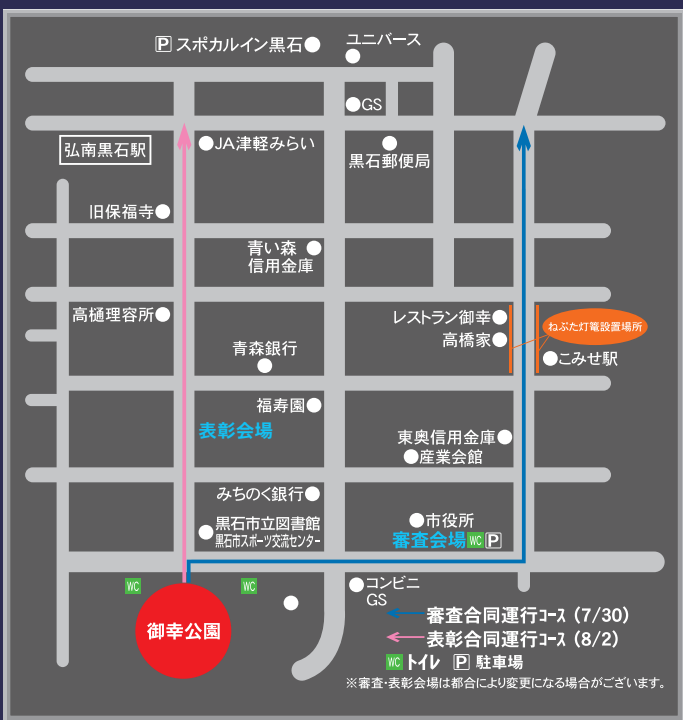 P スポカルイン黒石
ユニバース
GS
弘南黒石駅
JA津軽みらい
黒石郵便局
旧保福寺
青い森
信用金庫
高樋理容所
レストラン御幸
高橋家
ねぷた灯篭設置場所
こみせ駅
青森銀行
福寿園
表彰会場
東奥信用金庫
産業会館
みちのく銀行
黒石市立図書館
黒石市スポーツ交流センター
市役所
審査会場 WC P
WC
WC
コンビニ
GS
御幸公園
審査合同運行コース (7/30)
表彰合同運行コース (8/2)
WC トイレ P 駐車場
※審査・表彰会場は都合により変更になる場合がございます。